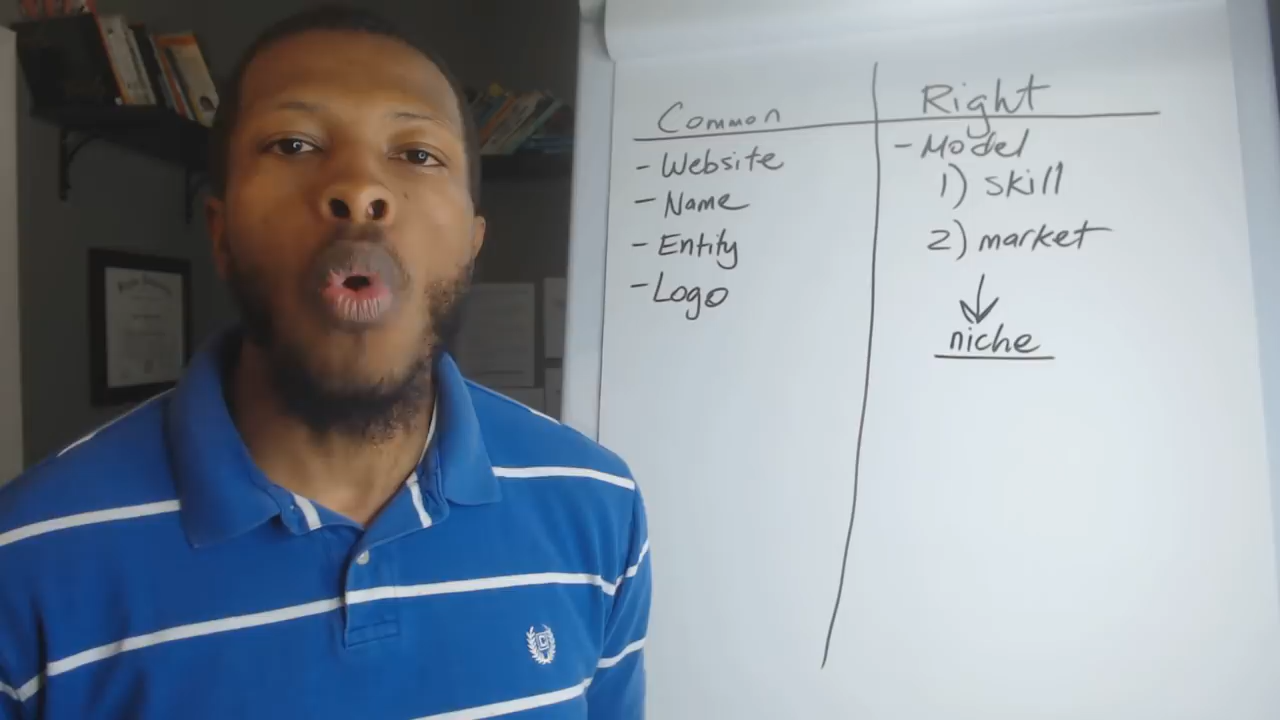 Common
- Website
- Name
- Entity
- Logo
Right
- Model
1) skill
2) market
niche